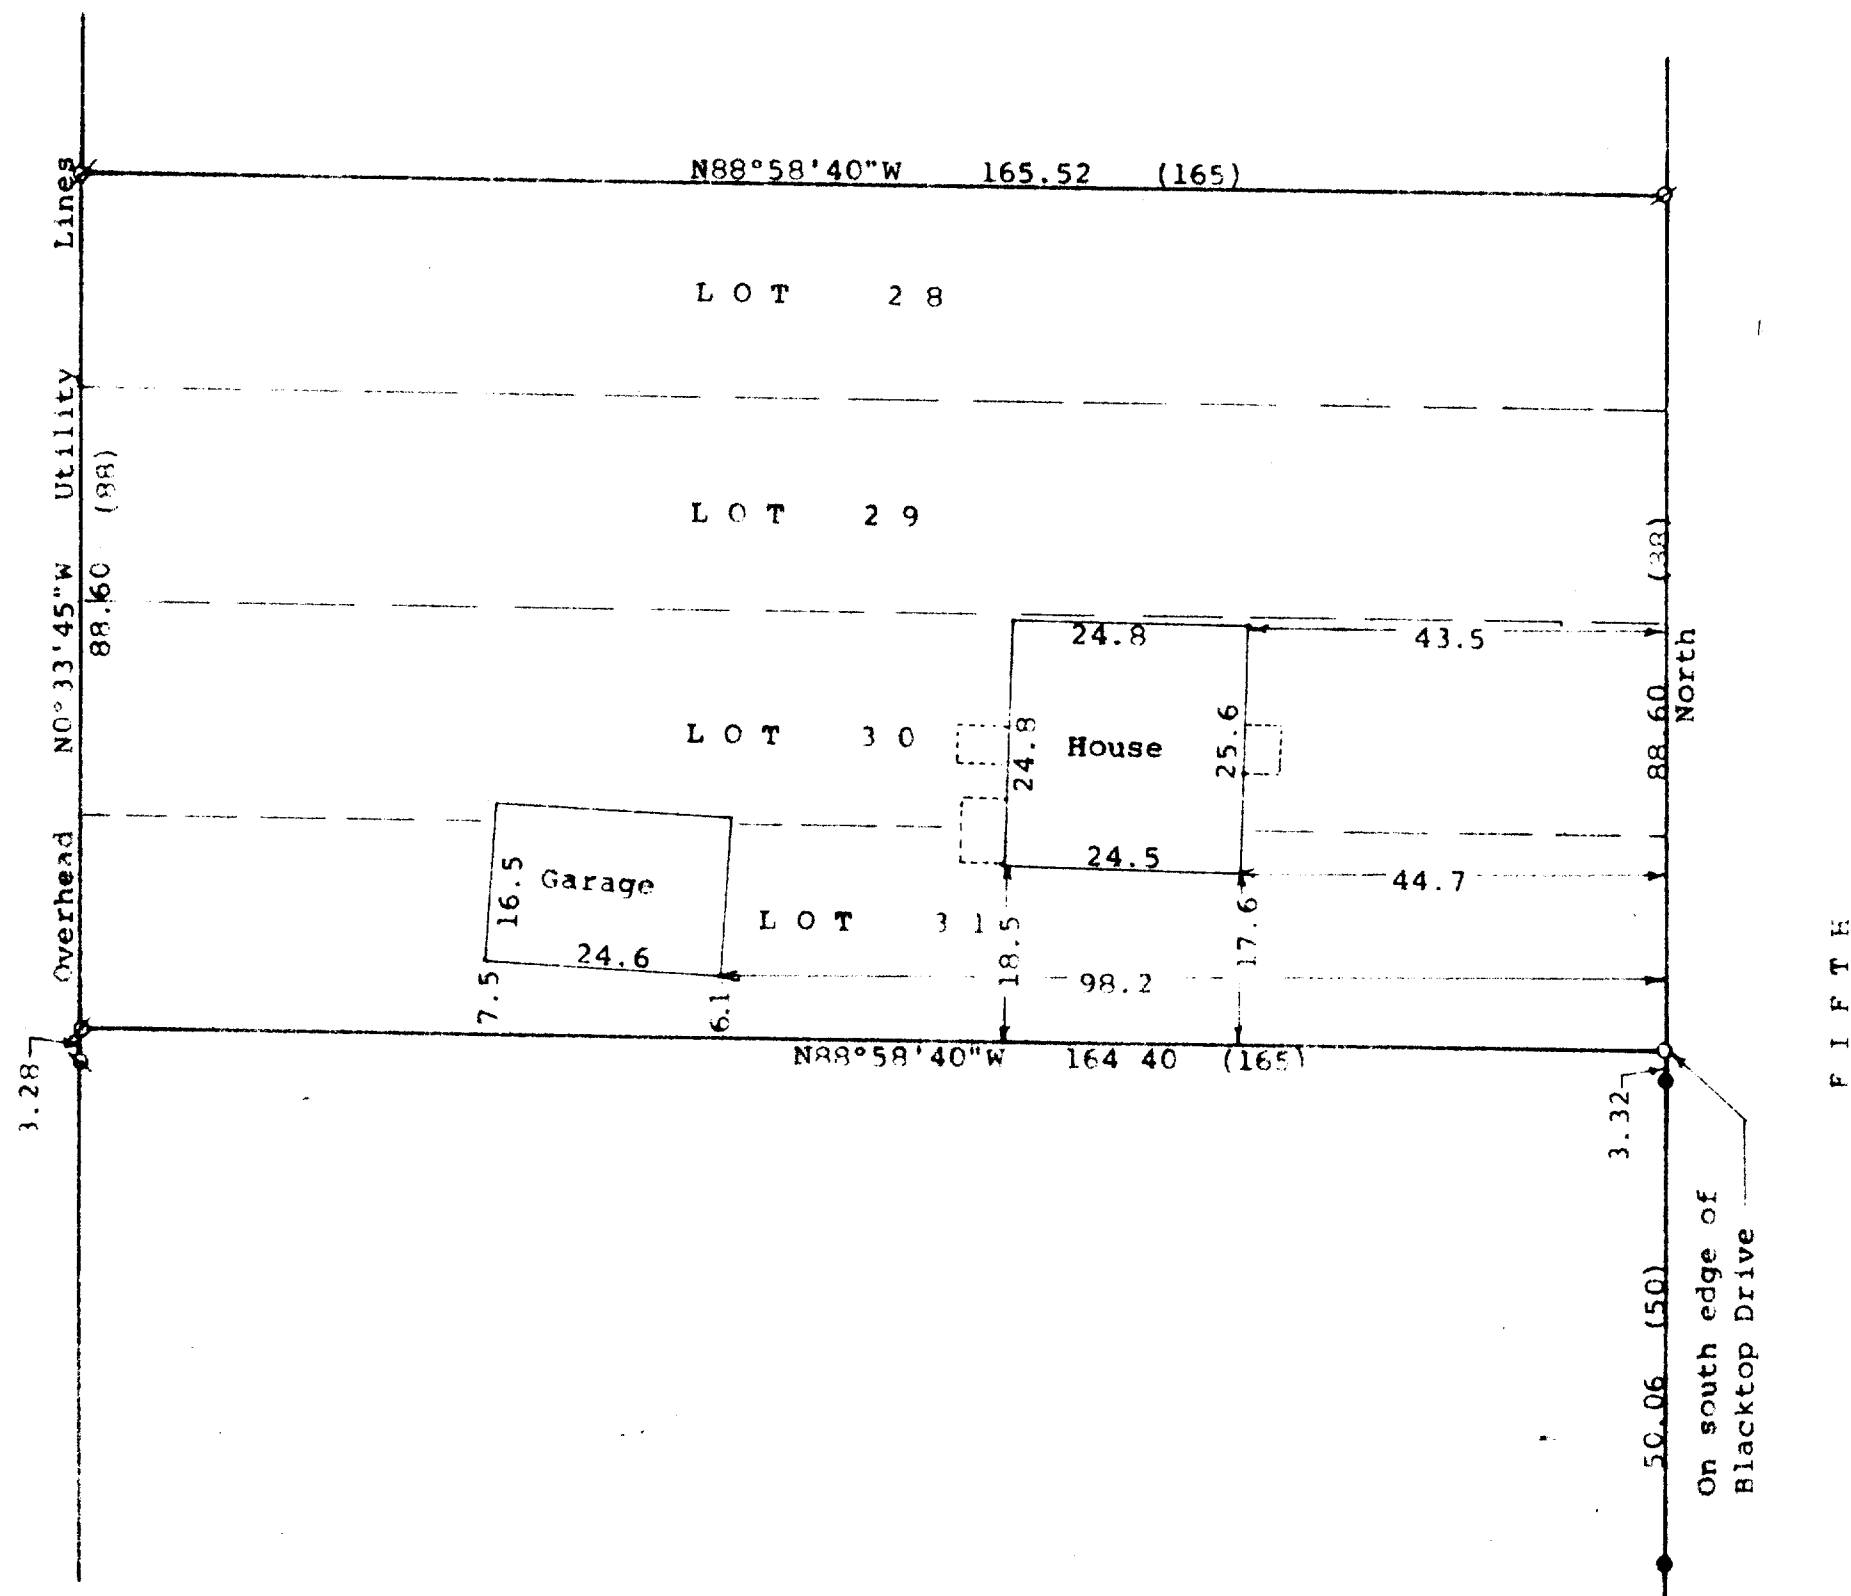 N88°58'40"W 165.52 (165)
Overhead N0°33'45"W Utility Lines
88.60 (88)
LOT 28
LOT 29
LOT 30
LOT 31
24.8
43.5
24.8
House
25.6
24.5
44.7
Garage
16.5
24.6
7.5
6.1
18.5
17.6
98.2
88.60 (38)
North
N88°58'40"W 164 40 (165)
3.28
3.32
FIFTH
50.06 (50)
On south edge of
Blacktop Drive